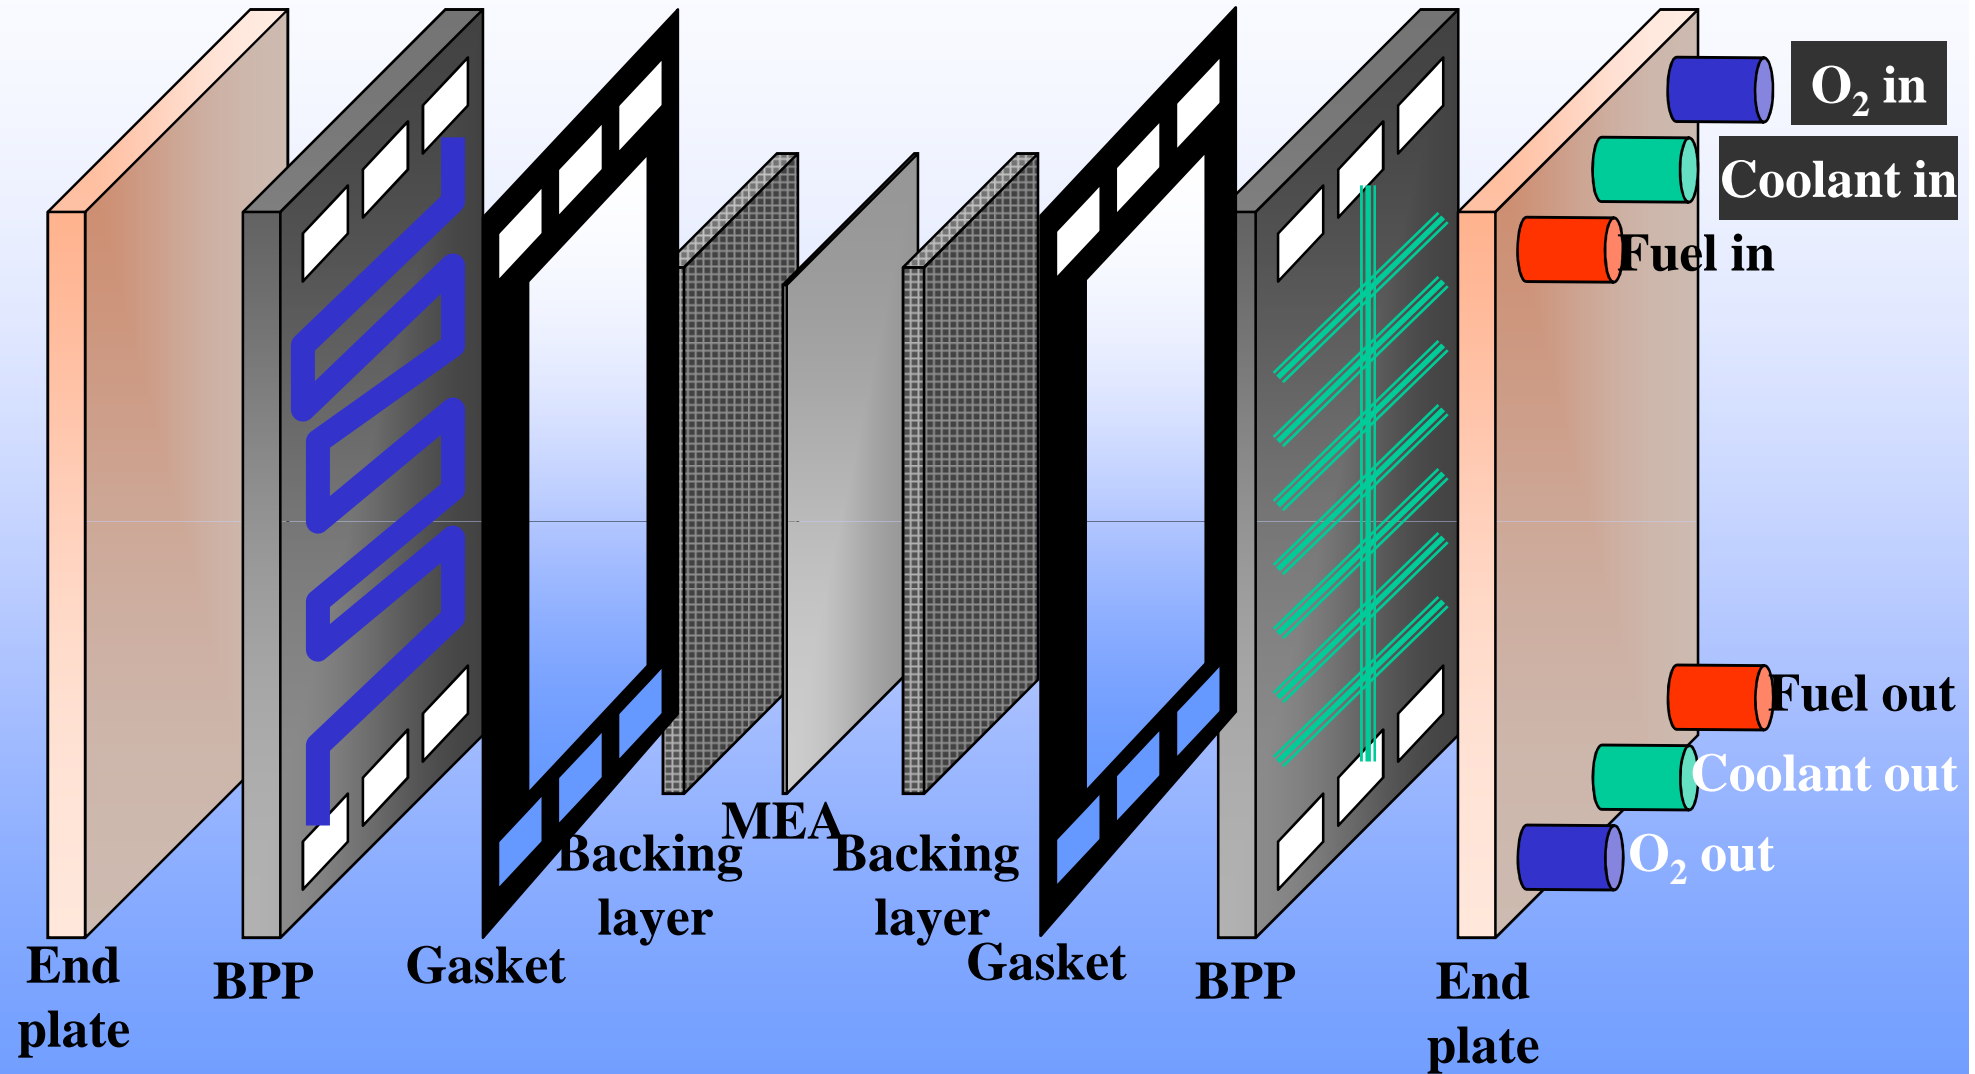 O₂ in
Coolant in
Fuel in
Fuel out
Coolant out
O₂ out
MEA
Backing
layer
Backing
layer
End
plate
BPP
Gasket
Gasket
BPP
End
plate